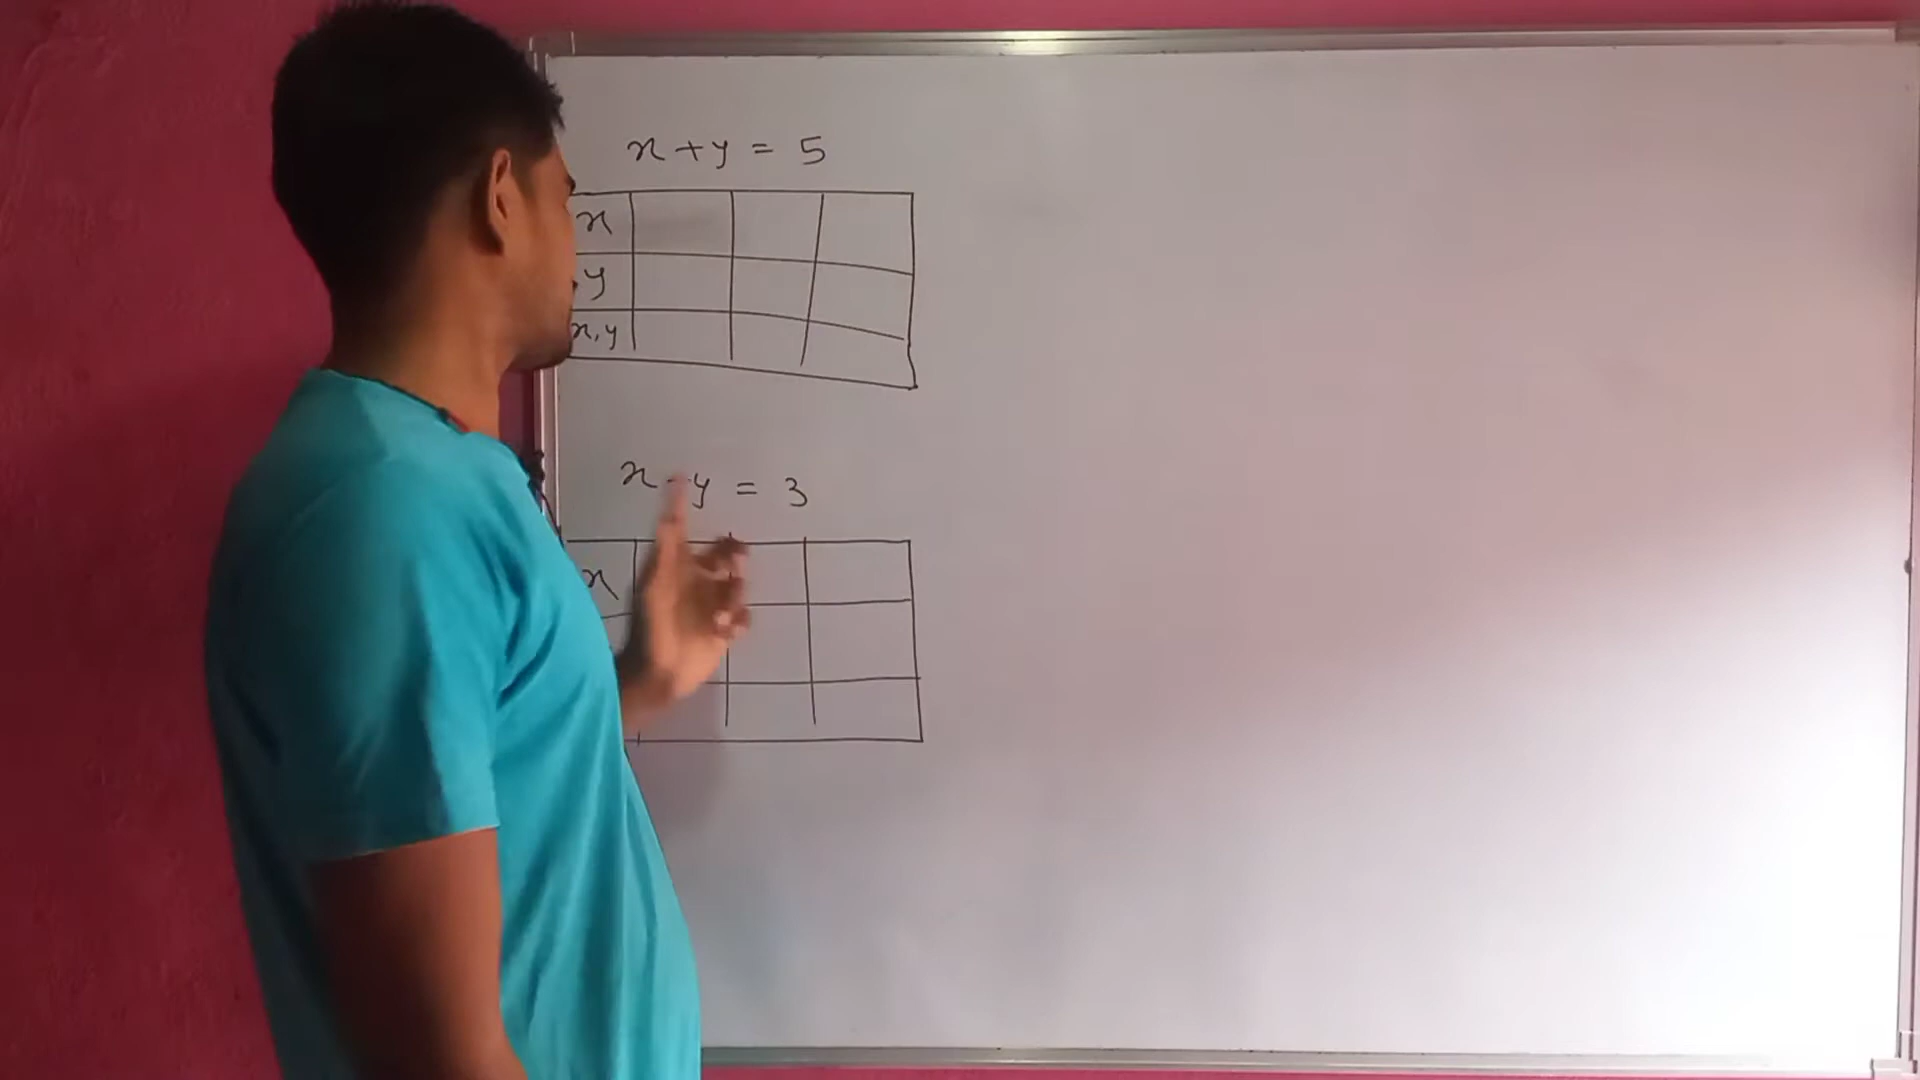 x + y = 5
x
y
x, y
x - y = 3
x